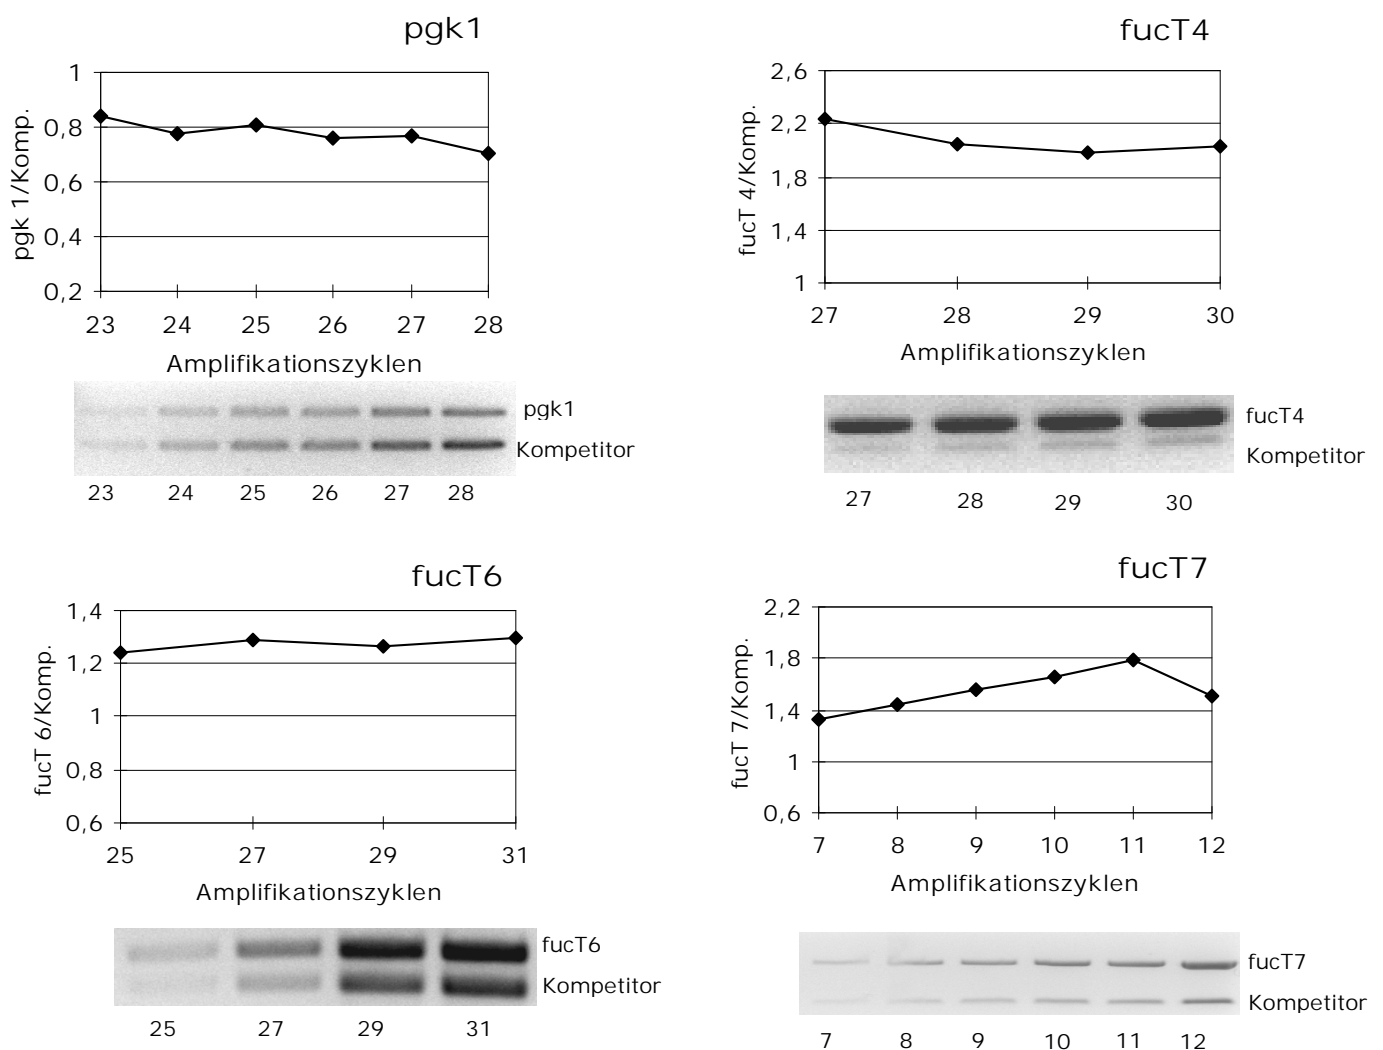 pgk1
pgk 1/Komp.
1
0,8
0,6
0,4
0,2
23 24 25 26 27 28
Amplifikationszyklen
pgk1
Kompetitor
23 24 25 26 27 28
fucT4
fucT 4/Komp.
2,6
2,2
1,8
1,4
1
27 28 29 30
Amplifikationszyklen
fucT4
Kompetitor
27 28 29 30
fucT6
fucT 6/Komp.
1,4
1,2
1
0,8
0,6
25 27 29 31
Amplifikationszyklen
fucT6
Kompetitor
25 27 29 31
fucT7
fucT 7/Komp.
2,2
1,8
1,4
1
0,6
7 8 9 10 11 12
Amplifikationszyklen
fucT7
Kompetitor
7 8 9 10 11 12